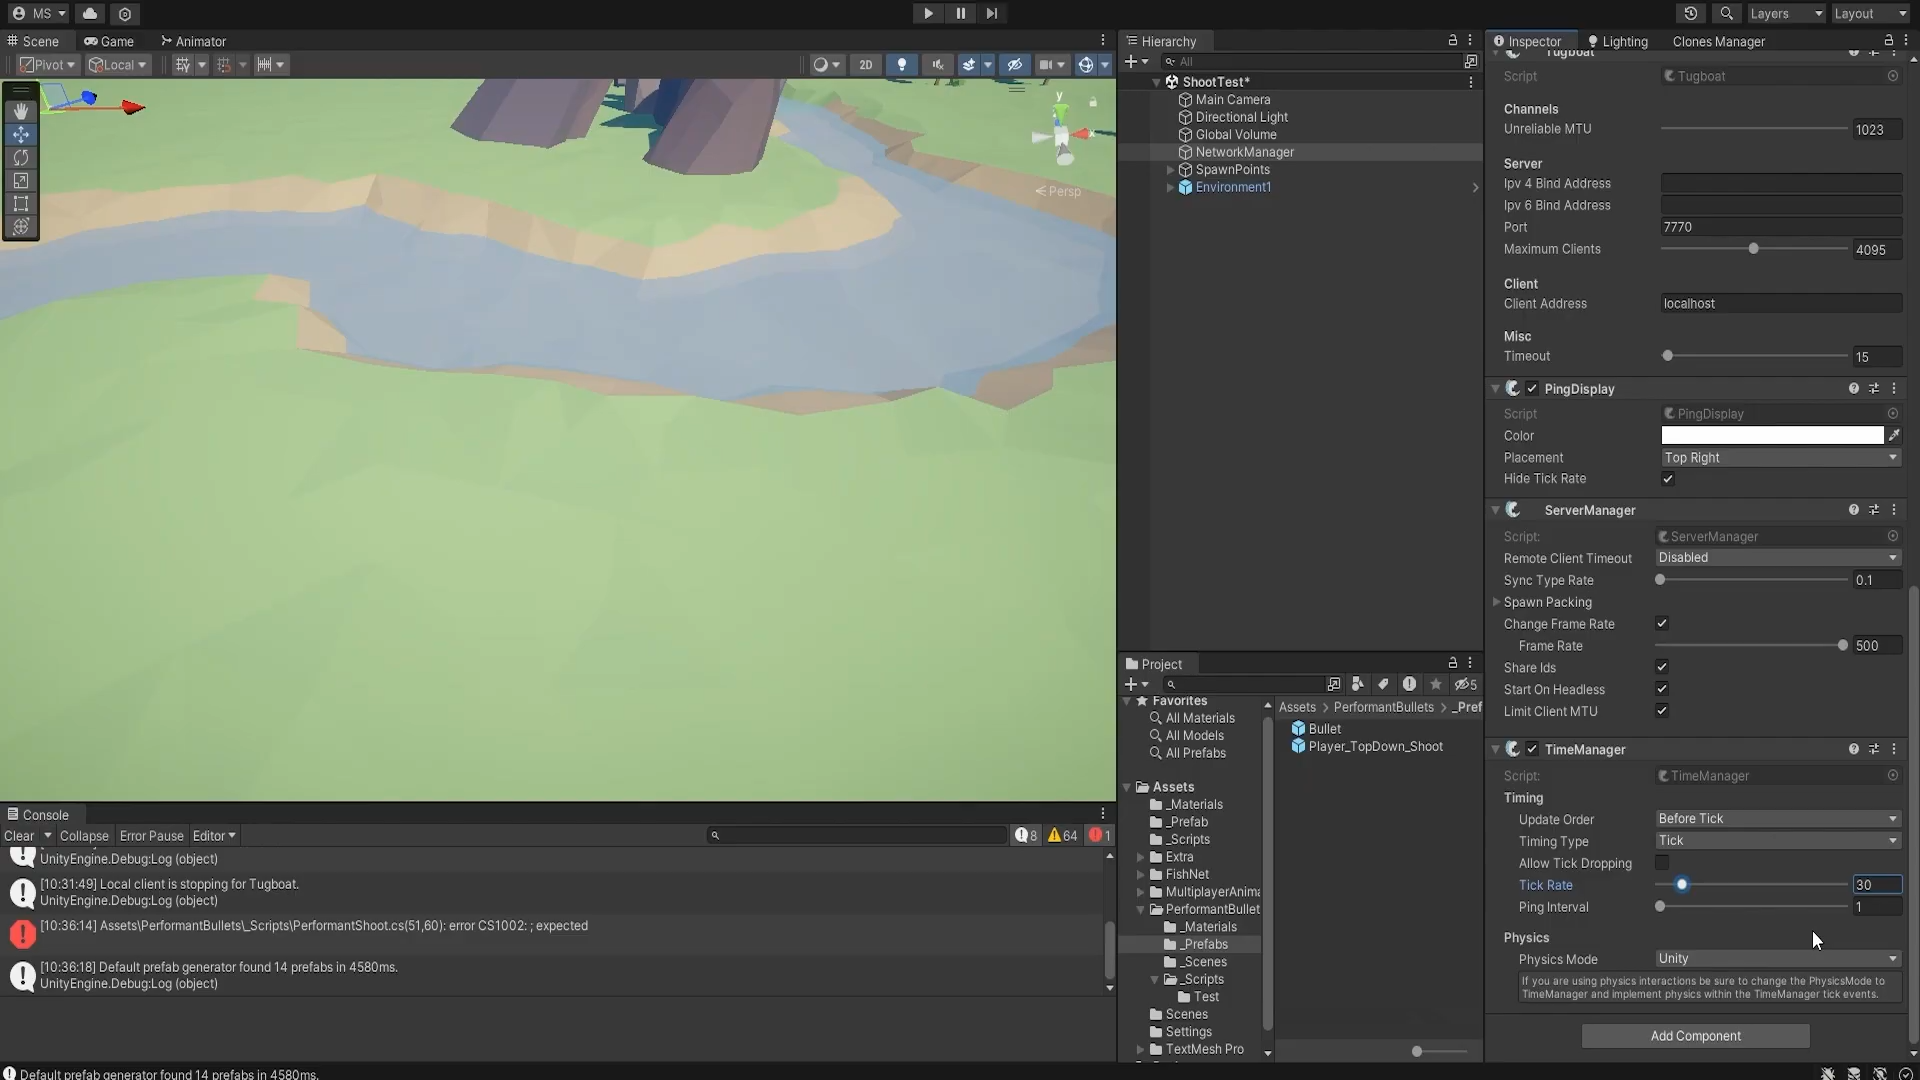 MS
Layers
Layout
Scene
Game
Animator
Pivot
Local
2D
y
Persp
Hierarchy
All
ShootTest*
Main Camera
Directional Light
Global Volume
NetworkManager
SpawnPoints
Environment1
Inspector
Lighting
Clones Manager
Tugboat
Script
Tugboat
Channels
Unreliable MTU
1023
Server
Ipv 4 Bind Address
Ipv 6 Bind Address
Port
7770
Maximum Clients
4095
Client
Client Address
localhost
Misc
Timeout
15
PingDisplay
Script
PingDisplay
Color
Placement
Top Right
Hide Tick Rate
ServerManager
Script:
ServerManager
Remote Client Timeout
Disabled
Sync Type Rate
0.1
Spawn Packing
Change Frame Rate
Frame Rate
500
Share Ids
Start On Headless
Limit Client MTU
TimeManager
Script:
TimeManager
Timing
Update Order
Before Tick
Timing Type
Tick
Allow Tick Dropping
Tick Rate
30
Ping Interval
1
Physics
Physics Mode
Unity
If you are using physics interactions be sure to change the PhysicsMode to
TimeManager and implement physics within the TimeManager tick events.
Add Component
Project
5
Favorites
All Materials
All Models
All Prefabs
Assets
_Materials
_Prefab
_Scripts
Extra
FishNet
MultiplayerAnima
PerformantBullet
_Materials
_Prefabs
_Scenes
_Scripts
Test
Scenes
Settings
TextMesh Pro
Assets > PerformantBullets > _Pref
Bullet
Player_TopDown_Shoot
Console
Clear
Collapse
Error Pause
Editor
8
64
1
UnityEngine.Debug:Log (object)
[10:31:49] Local client is stopping for Tugboat.
UnityEngine.Debug:Log (object)
[10:36:14] Assets\PerformantBullets\_Scripts\PerformantShoot.cs(51,60): error CS1002: ; expected
[10:36:18] Default prefab generator found 14 prefabs in 4580ms.
UnityEngine.Debug:Log (object)
Default prefab generator found 14 prefabs in 4580ms.